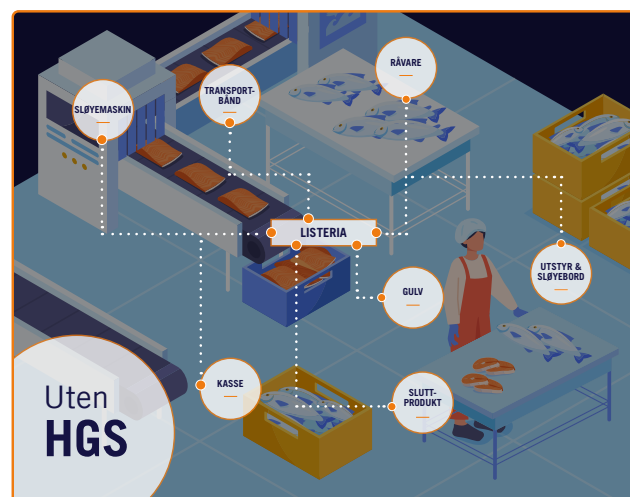 RÅVARE
TRANSPORT-
BÅND
SLØYEMASKIN
LISTERIA
UTSTYR &
SLØYEBORD
GULV
KASSE
SLUTT-
PRODUKT
Uten
HGS